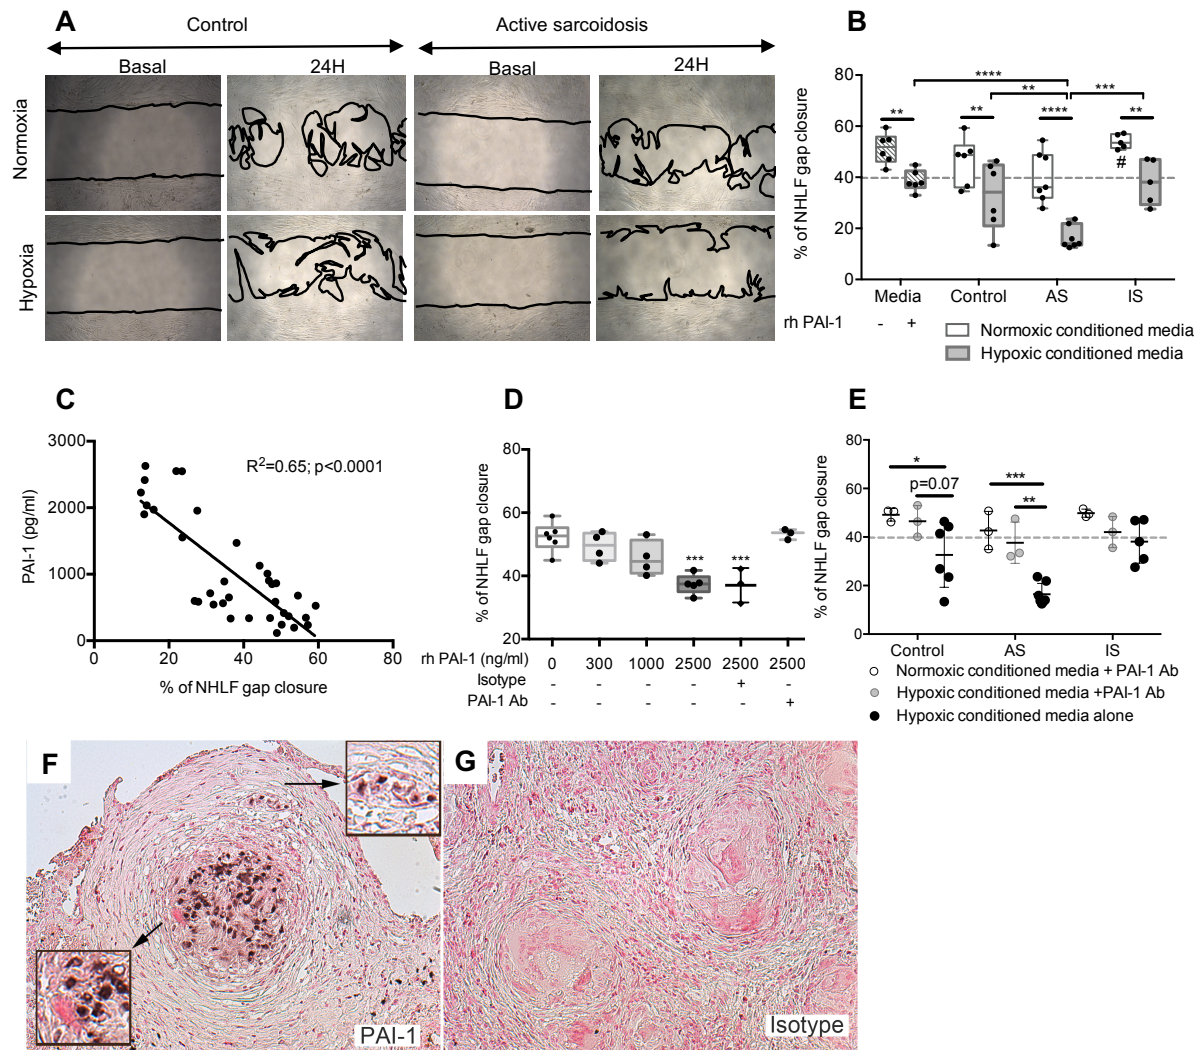 A
Control
Active sarcoidosis
Basal
24H
Basal
24H
Normoxia
Hypoxia
B
% of NHLF gap closure
80
60
40
20
0
****
**
***
**
**
****
**
#
Media
Control
AS
IS
rh PAI-1
-
+
Normoxic conditioned media
Hypoxic conditioned media
C
PAI-1 (pg/ml)
3000
2000
1000
0
R2=0.65; p<0.0001
0
20
40
60
80
% of NHLF gap closure
D
% of NHLF gap closure
80
60
40
20
***
***
rh PAI-1 (ng/ml) 0 300 1000 2500 2500 2500
Isotype - - - - + -
PAI-1 Ab - - - - - +
E
% of NHLF gap closure
80
60
40
20
0
*
p=0.07
***
**
Control
AS
IS
Normoxic conditioned media + PAI-1 Ab
Hypoxic conditioned media +PAI-1 Ab
Hypoxic conditioned media alone
F
PAI-1
G
Isotype